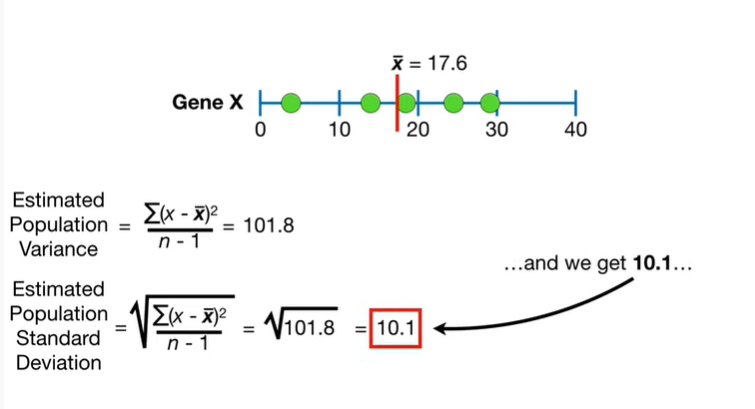 x̄ = 17.6
Gene X
0 10 20 30 40
Estimated
Population
Variance
= ∑(x - x̄)² / n - 1 = 101.8
...and we get 10.1...
Estimated
Population
Standard
Deviation
= √ ∑(x - x̄)² / n - 1 = √101.8 = 10.1